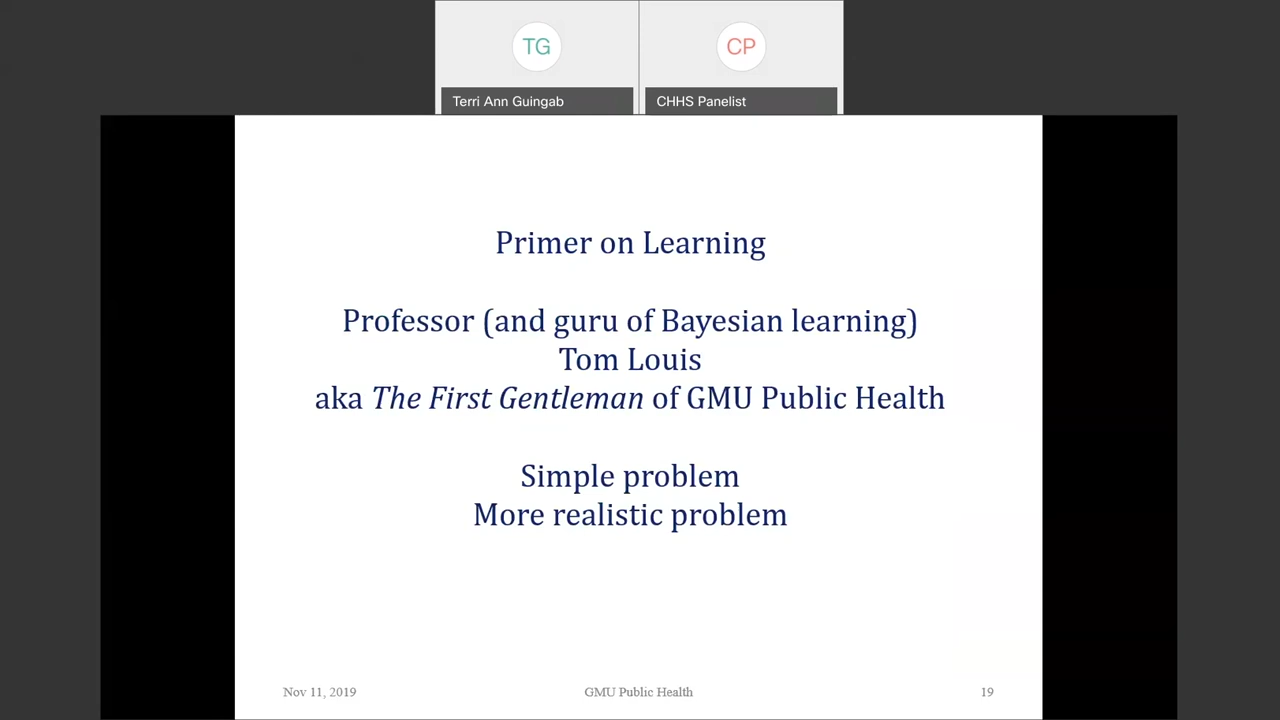 TG
CP
Terri Ann Guingab
CHHS Panelist
Primer on Learning
Professor (and guru of Bayesian learning)
Tom Louis
aka The First Gentleman of GMU Public Health
Simple problem
More realistic problem
Nov 11, 2019
GMU Public Health
19